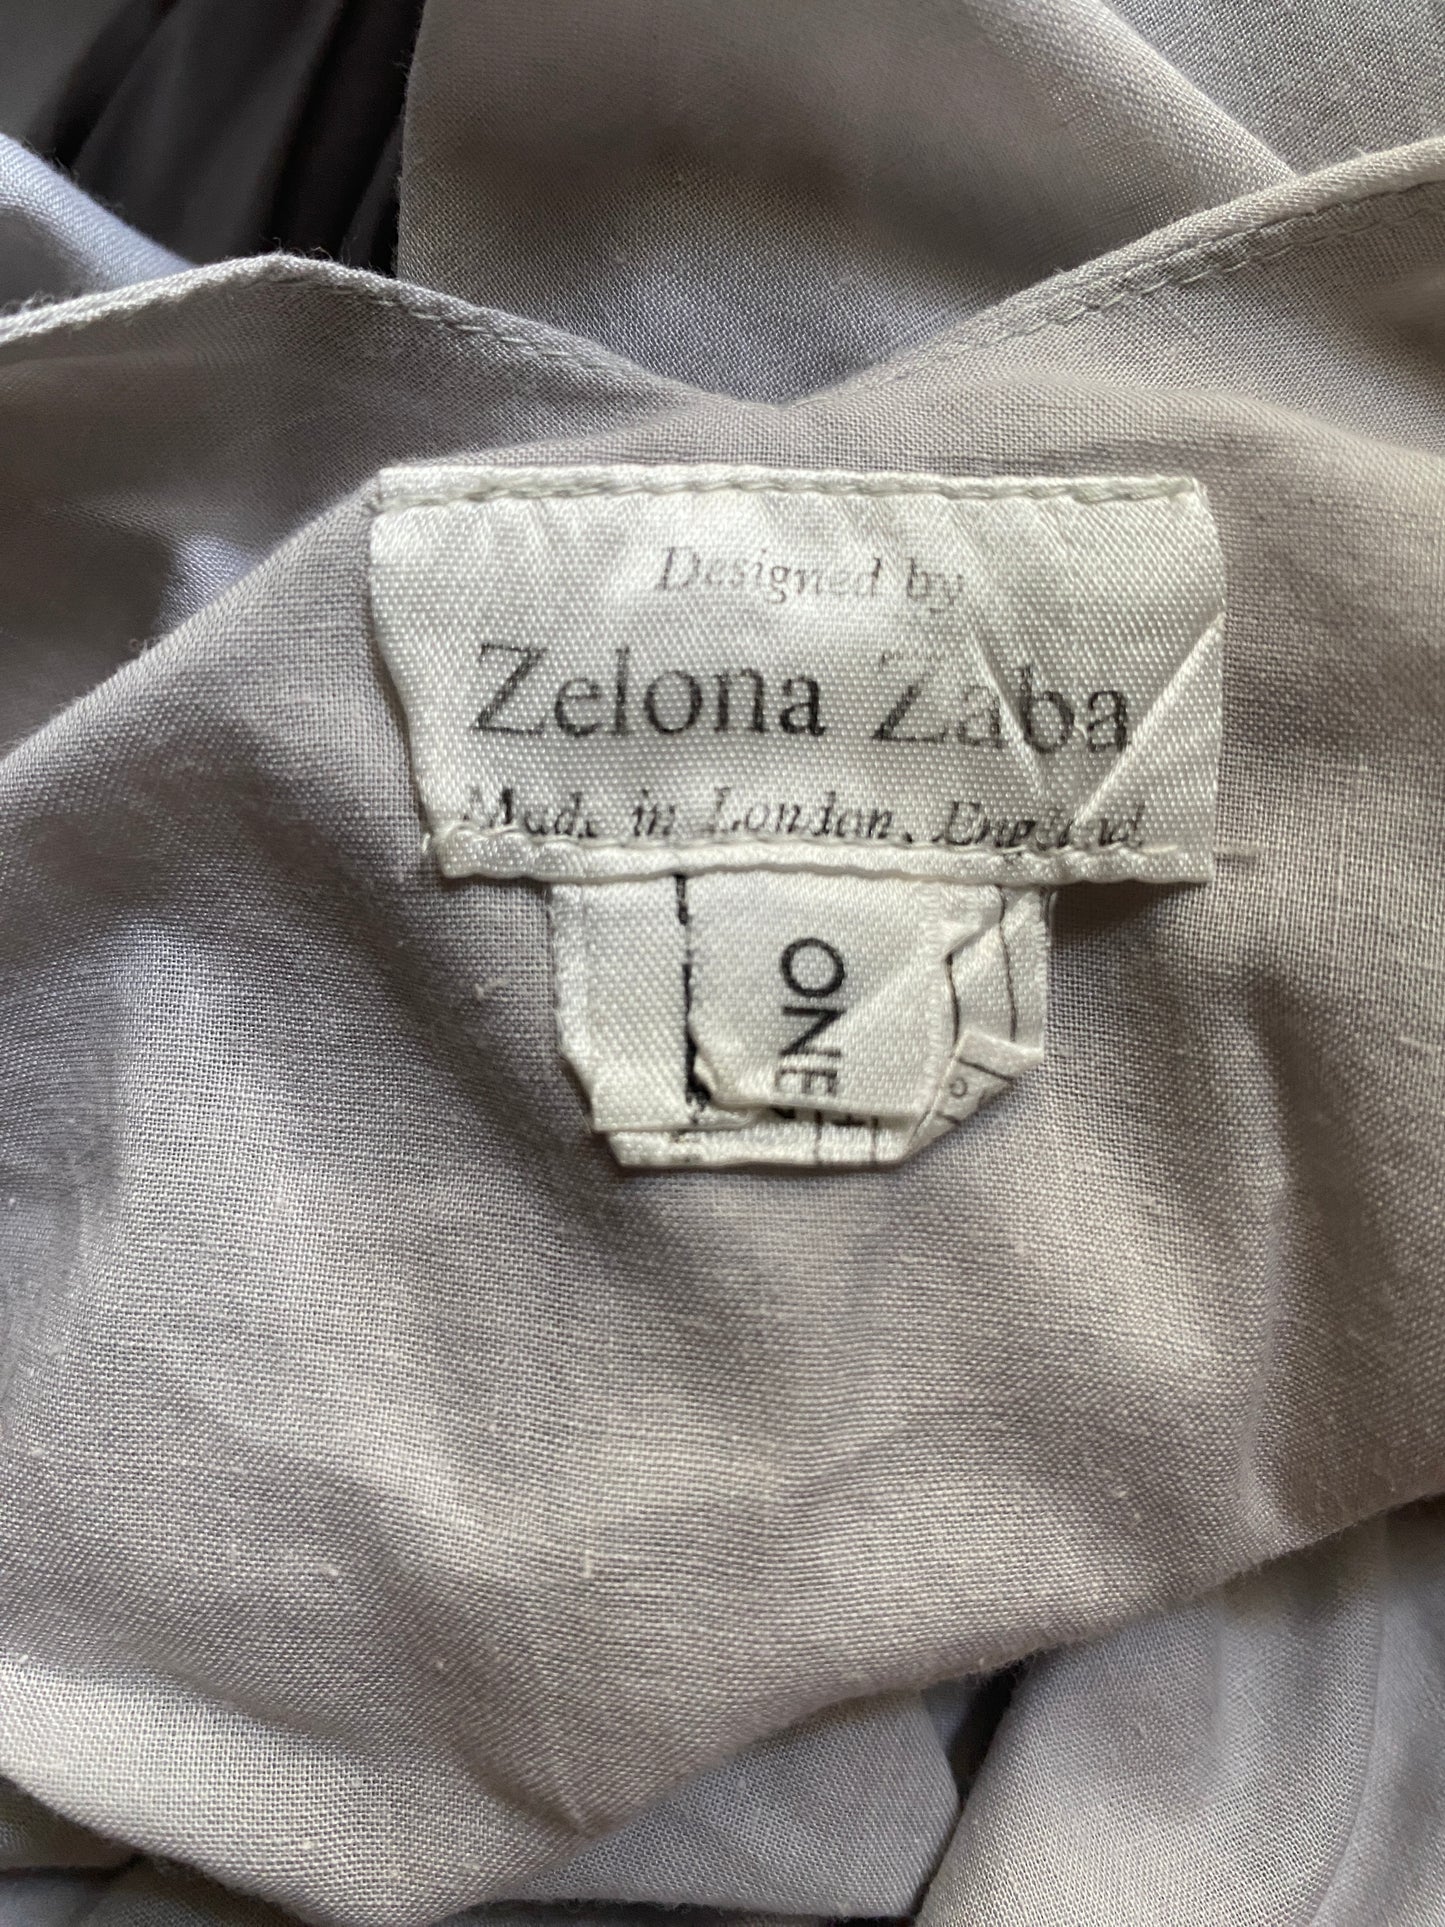 Designed by
Zelona Zaba
Made in London, England
ONE